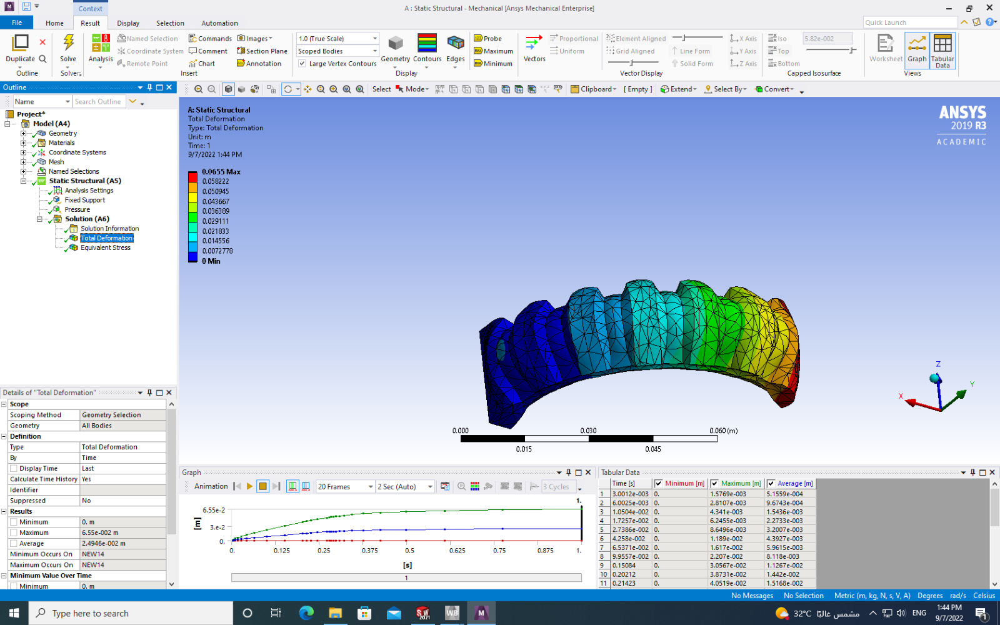 Context
A : Static Structural - Mechanical [Ansys Mechanical Enterprise]
File Home Result Display Selection Automation
Quick Launch
Duplicate Solve Analysis
Named Selection
Coordinate System
Remote Point
Commands
Comment
Chart
Images
Section Plane
Annotation
1.0 (True Scale)
Scoped Bodies
Large Vertex Contours
Geometry Contours Edges
Probe
Maximum
Minimum
Vectors
Proportional
Uniform
Element Aligned
Grid Aligned
Line Form
Solid Form
X Axis
Y Axis
Z Axis
Iso
Top
Bottom
5.82e-002
Worksheet Graph Tabular Data
Outline Solver Insert Display Vector Display Capped Isosurface Views
Outline
Name Search Outline
Select Mode Clipboard [ Empty ] Extend Select By Convert
Project*
Model (A4)
Geometry
Materials
Coordinate Systems
Mesh
Named Selections
Static Structural (A5)
Analysis Settings
Fixed Support
Pressure
Solution (A6)
Solution Information
Total Deformation
Equivalent Stress
A: Static Structural
Total Deformation
Type: Total Deformation
Unit: m
Time: 1
9/7/2022 1:44 PM
0.0655 Max
0.058222
0.050945
0.043667
0.036389
0.029111
0.021833
0.014556
0.0072778
0 Min
ANSYS
2019 R3
ACADEMIC
Z
Y
X
0.000 0.030 0.060 (m)
0.015 0.045
Details of "Total Deformation"
Scope
Scoping Method Geometry Selection
Geometry All Bodies
Definition
Type Total Deformation
By Time
Display Time Last
Calculate Time History Yes
Identifier
Suppressed No
Results
Minimum 0. m
Maximum 6.55e-002 m
Average 2.4946e-002 m
Minimum Occurs On NEW14
Maximum Occurs On NEW14
Minimum Value Over Time
Minimum 0. m
Graph
Animation 20 Frames 2 Sec (Auto) 3 Cycles
1.
6.55e-2
3.e-2
0.
[m]
0. 0.125 0.25 0.375 0.5 0.625 0.75 0.875 1.
[s]
1
Tabular Data
Time [s] Minimum [m] Maximum [m] Average [m]
1 3.0012e-003 0. 1.5769e-003 5.1559e-004
2 6.0025e-003 0. 2.8107e-003 9.6743e-004
3 1.0504e-002 0. 4.341e-003 1.5436e-003
4 1.7257e-002 0. 6.2455e-003 2.2733e-003
5 2.7386e-002 0. 8.6496e-003 3.2007e-003
6 4.258e-002 0. 1.189e-002 4.3927e-003
7 6.5371e-002 0. 1.617e-002 5.9615e-003
8 9.9557e-002 0. 2.207e-002 8.118e-003
9 0.15084 0. 3.0567e-002 1.1267e-002
10 0.20212 0. 3.8731e-002 1.442e-002
11 0.21423 0. 4.0519e-002 1.5168e-002
No Messages No Selection Metric (m, kg, N, s, V, A) Degrees rad/s Celsius
Type here to search
32°C مشمس غالبًا
ENG
1:44 PM
9/7/2022
1